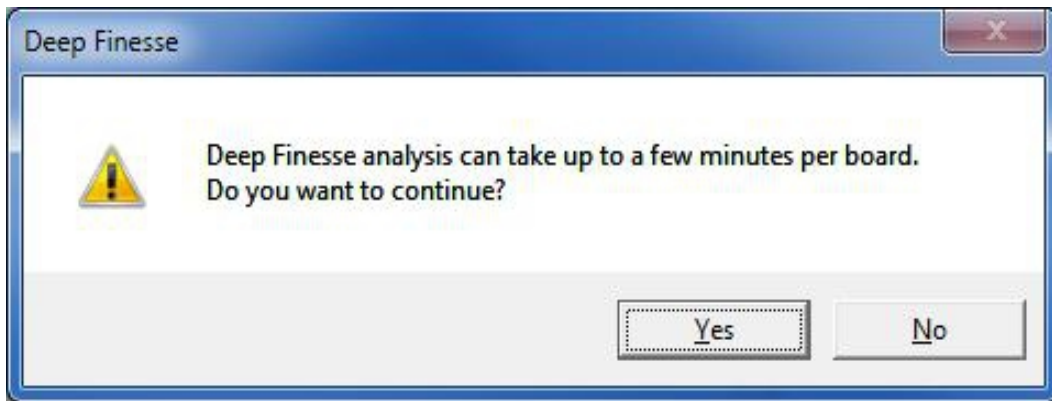 Deep Finesse
Deep Finesse analysis can take up to a few minutes per board.
Do you want to continue?
Yes
No